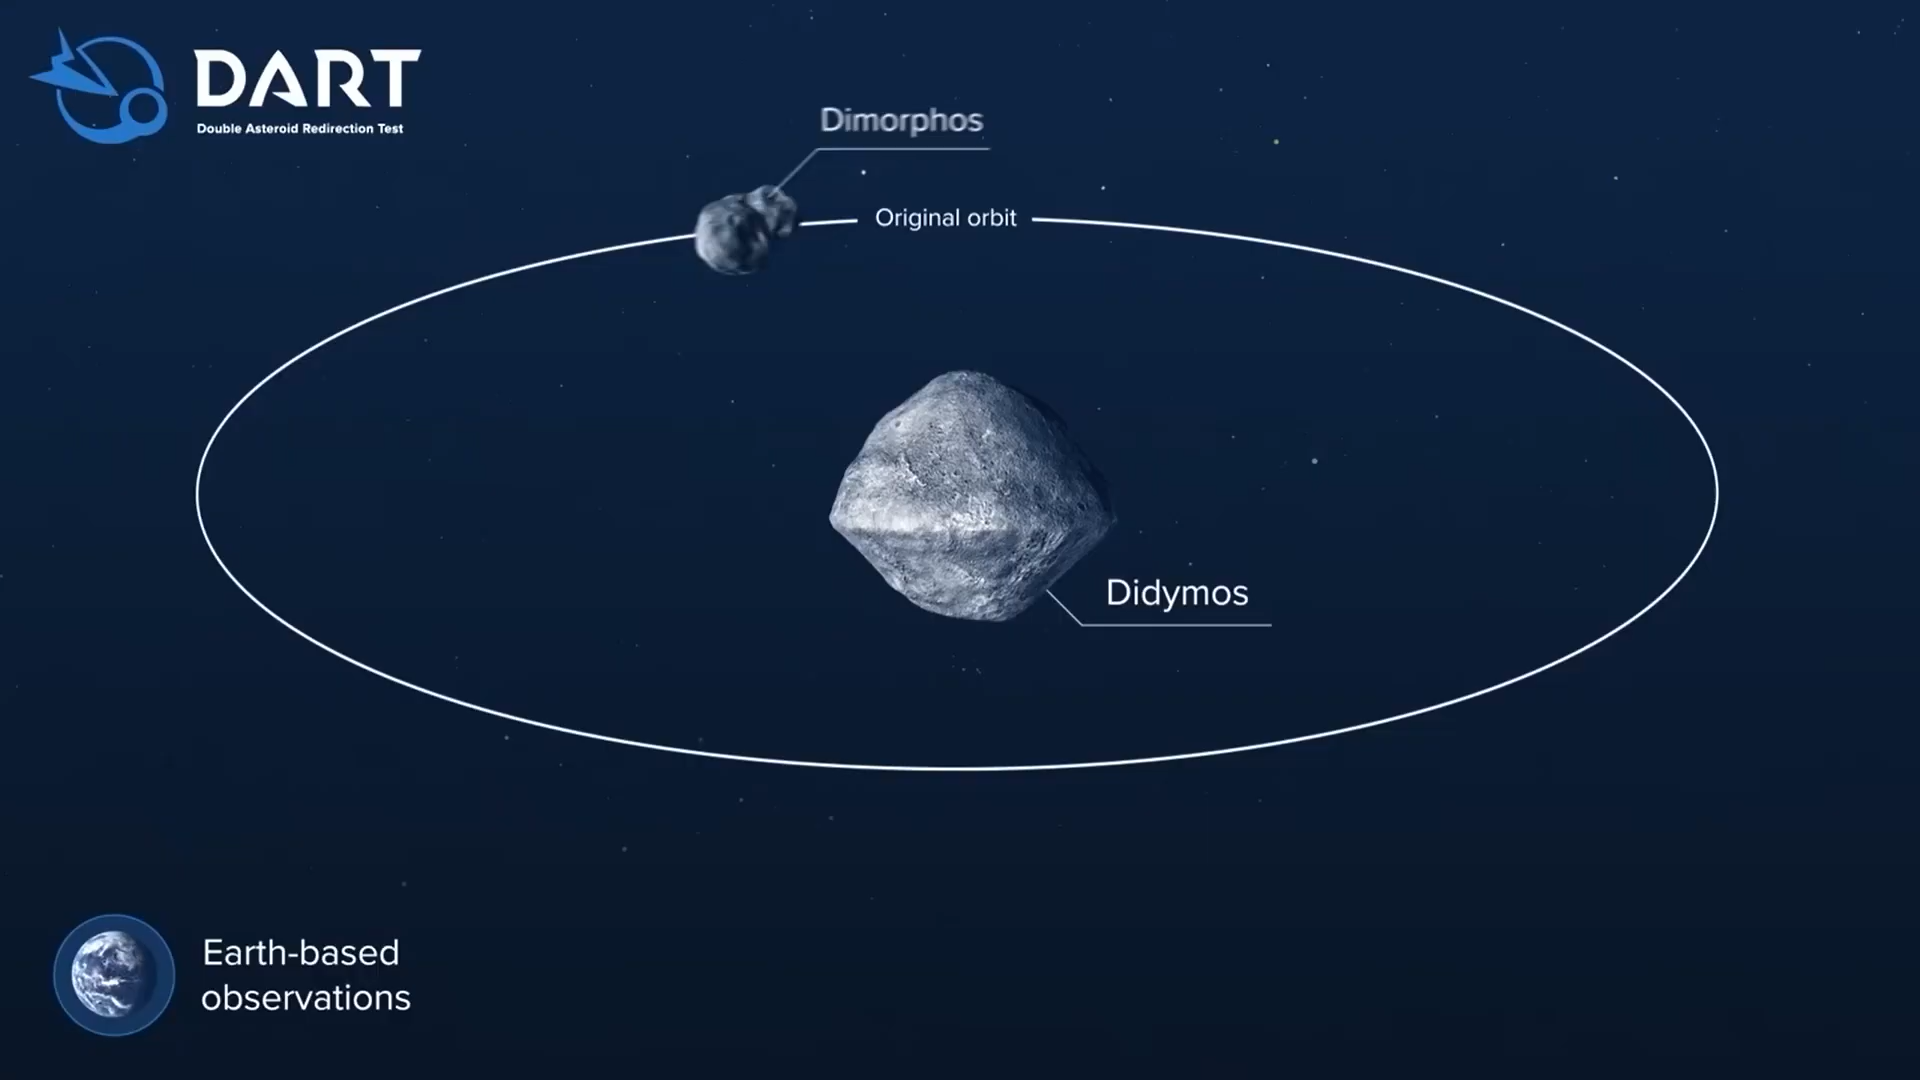 DART
Double Asteroid Redirection Test
Dimorphos
Original orbit
Didymos
Earth-based
observations